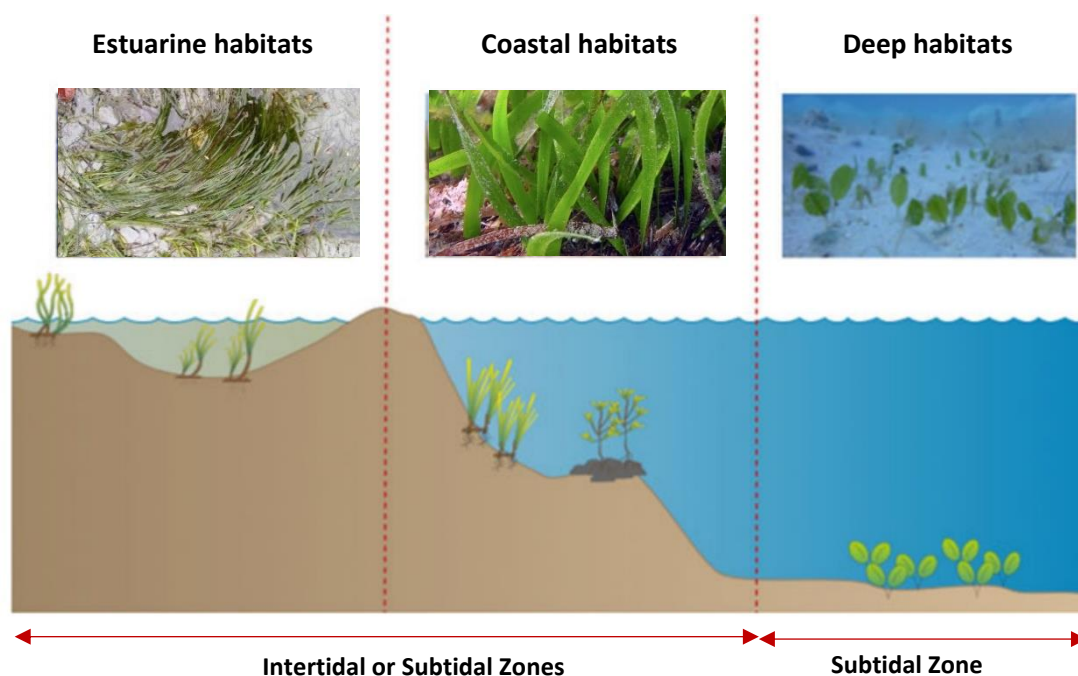 Estuarine habitats
Coastal habitats
Deep habitats
Intertidal or Subtidal Zones
Subtidal Zone